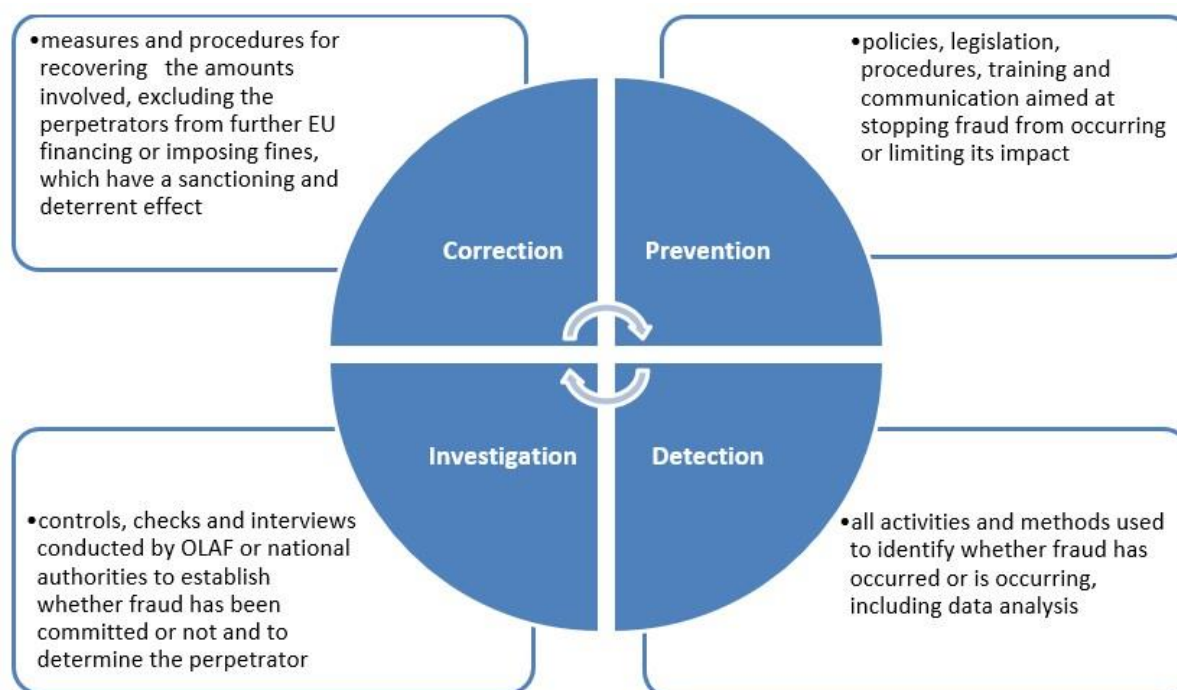 •measures and procedures for
recovering the amounts
involved, excluding the
perpetrators from further EU
financing or imposing fines,
which have a sanctioning and
deterrent effect
•policies, legislation,
procedures, training and
communication aimed at
stopping fraud from occurring
or limiting its impact
Correction
Prevention
Investigation
Detection
•controls, checks and interviews
conducted by OLAF or national
authorities to establish
whether fraud has been
committed or not and to
determine the perpetrator
•all activities and methods used
to identify whether fraud has
occurred or is occurring,
including data analysis